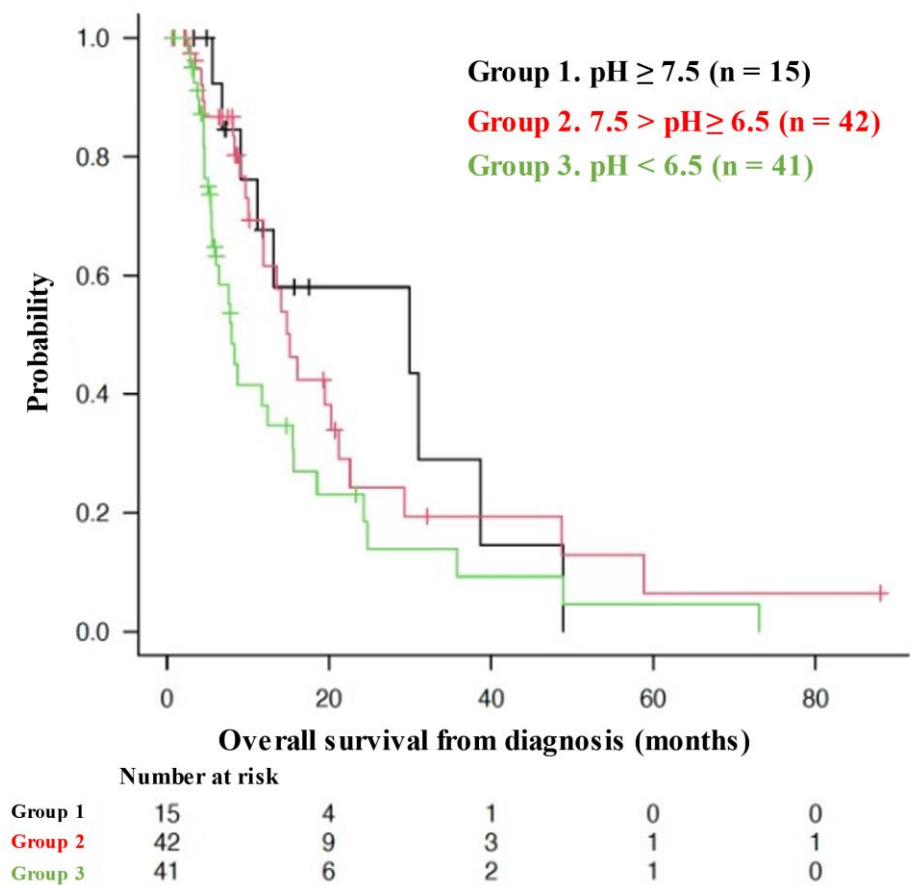 Group 1. pH ≥ 7.5 (n = 15)
Group 2. 7.5 > pH ≥ 6.5 (n = 42)
Group 3. pH < 6.5 (n = 41)
Probability
1.0
0.8
0.6
0.4
0.2
0.0
0 20 40 60 80
Overall survival from diagnosis (months)
Number at risk
Group 1 15 4 1 0 0
Group 2 42 9 3 1 1
Group 3 41 6 2 1 0